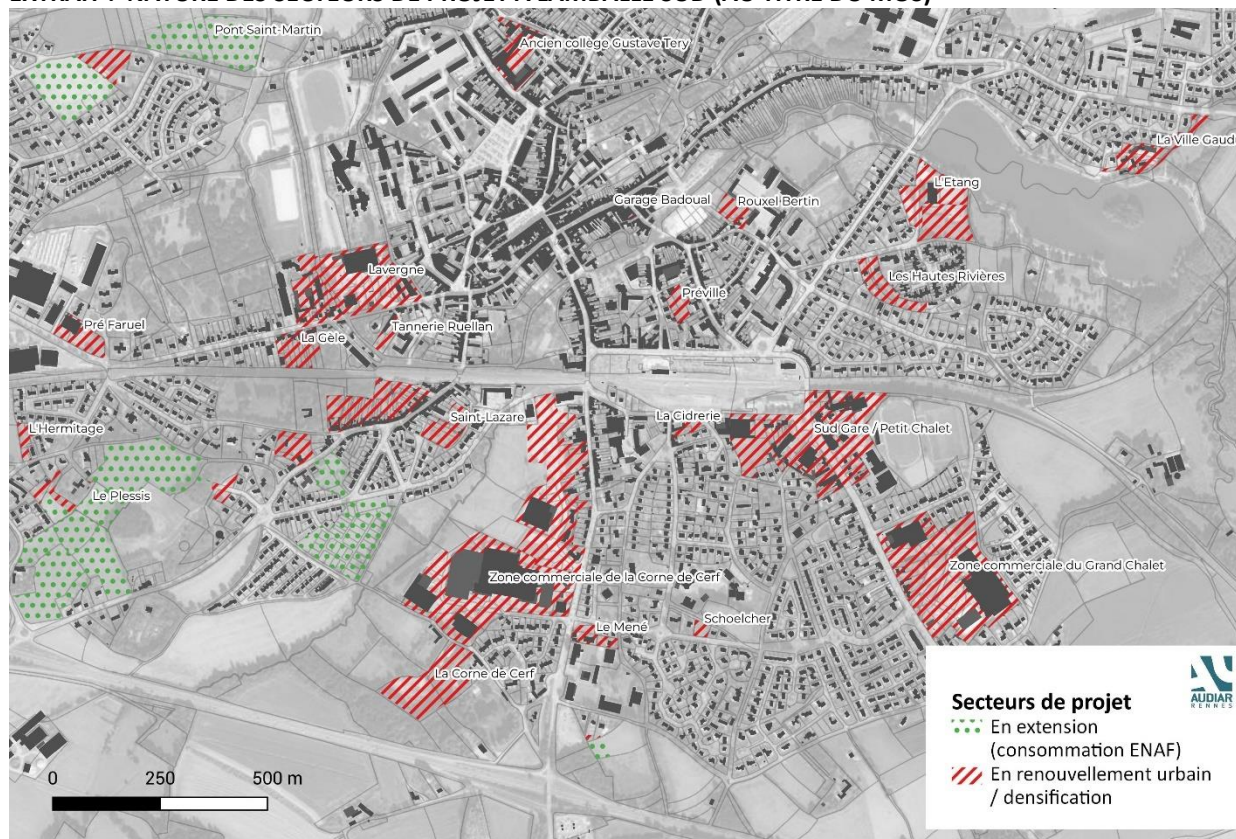 Pont Saint-Martin
Ancien collège Gustave Tery
La Ville Gaud
L'Etang
Garage Badoual
Rouxel-Bertin
Lavergne
Les Hautes Rivières
Préville
Pré Faruel
Tannerie Ruellan
La Gèle
L'Hermitage
Saint-Lazare
La Cidrerie
Sud Gare / Petit Chalet
Le Plessis
Zone commerciale de la Corne de Cerf
Zone commerciale du Grand Chalet
Schoelcher
Le Mené
La Corne de Cerf
Secteurs de projet
En extension
(consommation ENAF)
En renouvellement urbain
/ densification
AUDIAR
RENNES
0 250 500 m